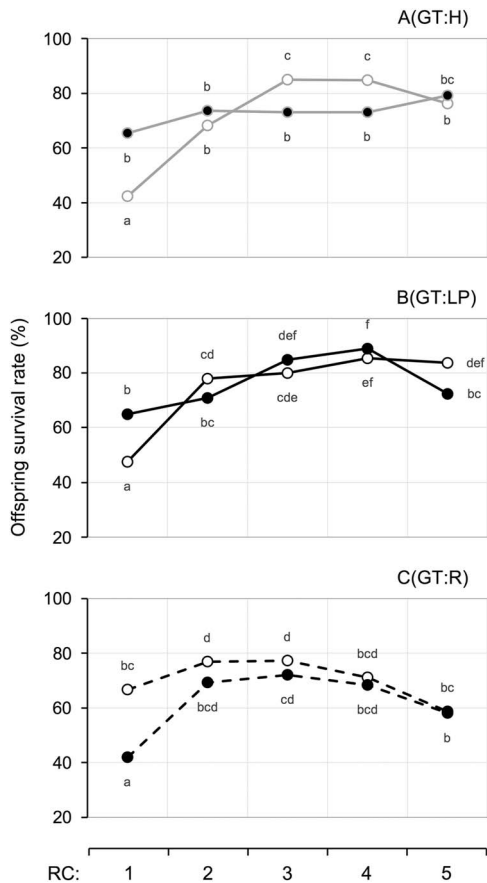 A(GT:H)
100
c c
bc
b
80
b
b b b
60
b
40
a
20
B(GT:LP)
100
def f
cd
def
80
b
cde ef
bc
bc
60
40
a
20
C(GT:R)
100
d d
bc bcd
80
bc
60
bcd cd bcd
b
40
a
20
Offspring survival rate (%)
RC: 1 2 3 4 5